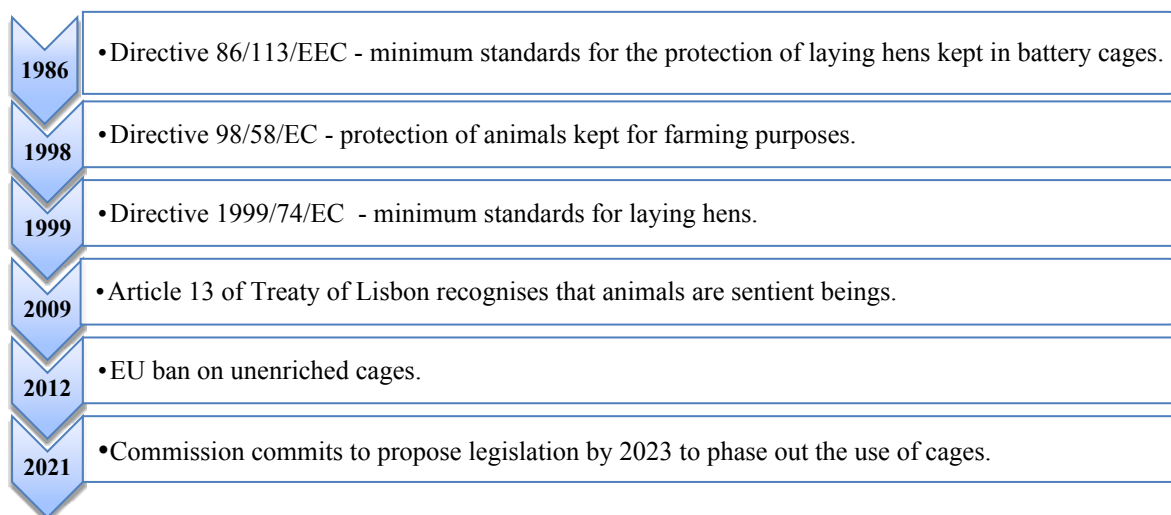 1986
•Directive 86/113/EEC - minimum standards for the protection of laying hens kept in battery cages.
1998
•Directive 98/58/EC - protection of animals kept for farming purposes.
1999
•Directive 1999/74/EC  - minimum standards for laying hens.
2009
•Article 13 of Treaty of Lisbon recognises that animals are sentient beings.
2012
•EU ban on unenriched cages.
2021
•Commission commits to propose legislation by 2023 to phase out the use of cages.